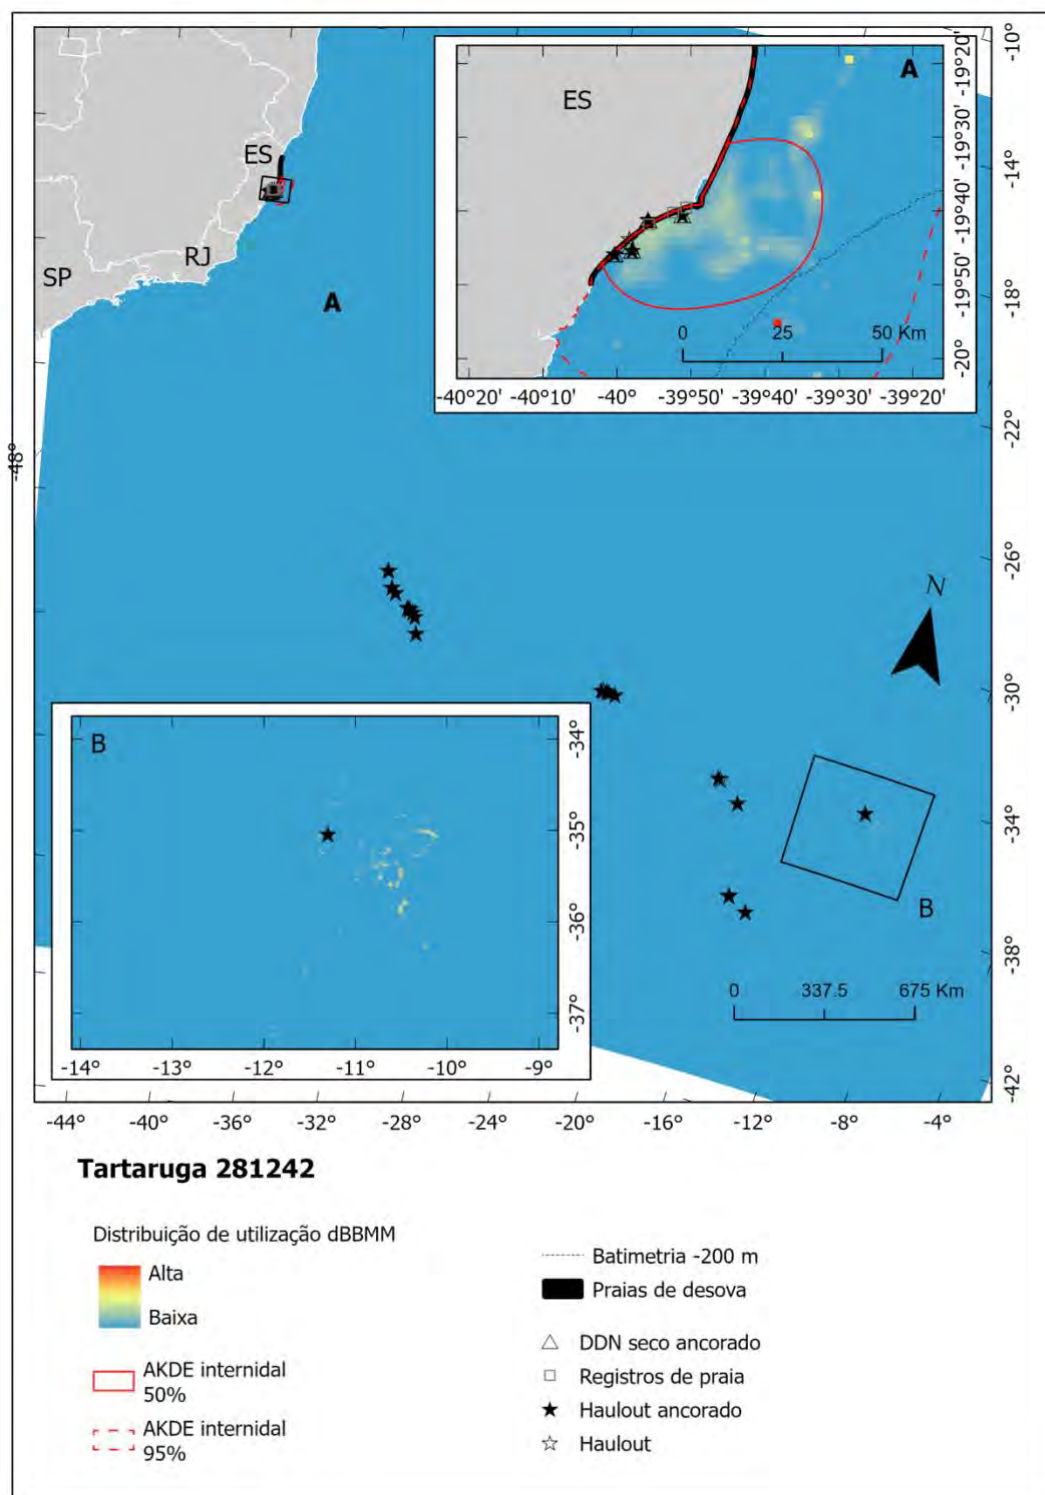 -10°
-14°
-18°
-22°
-26°
-30°
-34°
-38°
-42°
A
ES
-19°20'
-19°30'
-19°40'
-19°50'
-20°
0 25 50 Km
-40°20' -40°10' -40° -39°50' -39°40' -39°30' -39°20'
ES
RJ
SP
A
-48°
N
B
-34°
-35°
-36°
-37°
-14° -13° -12° -11° -10° -9°
B
0 337.5 675 Km
-44° -40° -36° -32° -28° -24° -20° -16° -12° -8° -4°
Tartaruga 281242
Distribuição de utilização dBBMM
Alta
Baixa
AKDE internidal
50%
AKDE internidal
95%
Batimetria -200 m
Praias de desova
DDN seco ancorado
Registros de praia
Haulout ancorado
Haulout